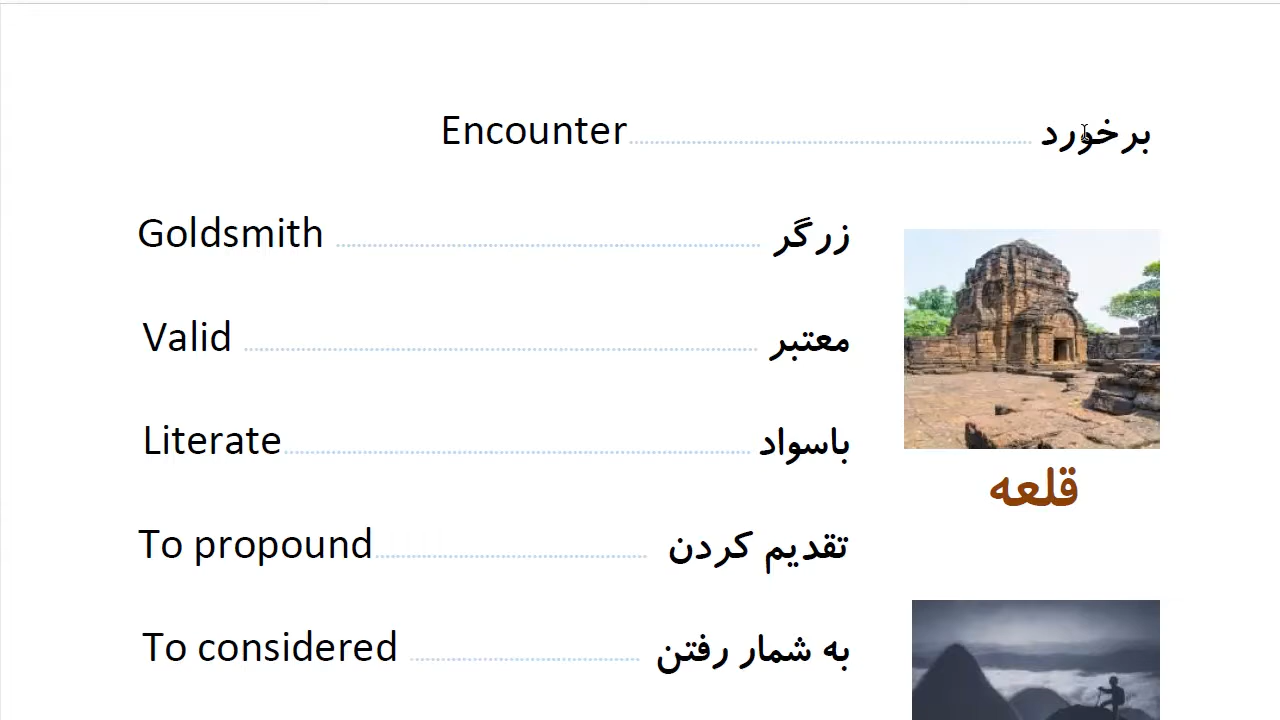 Encounter برخورد
Goldsmith زرگر
Valid معتبر
Literate باسواد
قلعه
To propound تقدیم کردن
To considered به شمار رفتن